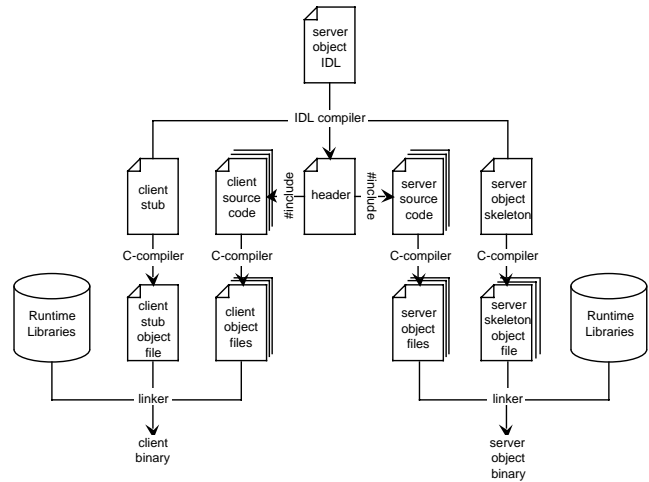 server
object
IDL
IDL compiler
client
stub
client
source
code
#include
header
#include
server
source
code
server
object
skeleton
C-compiler
C-compiler
C-compiler
C-compiler
Runtime
Libraries
client
stub
object
file
client
object
files
server
object
files
server
skeleton
object
file
Runtime
Libraries
linker
linker
client
binary
server
object
binary